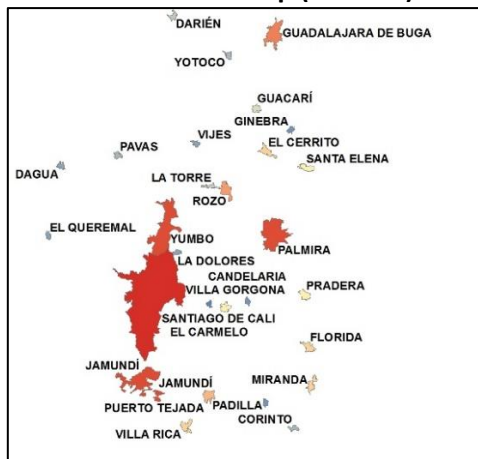 DARIÉN
GUADALAJARA DE BUGA
YOTOCO
GUACARÍ
GINEBRA
VIJES
EL CERRITO
PAVAS
SANTA ELENA
DAGUA
LA TORRE
ROZO
EL QUEREMAL
YUMBO
PALMIRA
LA DOLORES
CANDELARIA
VILLA GORGONA
PRADERA
SANTIAGO DE CALI
EL CARMELO
FLORIDA
JAMUNDÍ
JAMUNDÍ
MIRANDA
PUERTO TEJADA
PADILLA
CORINTO
VILLA RICA